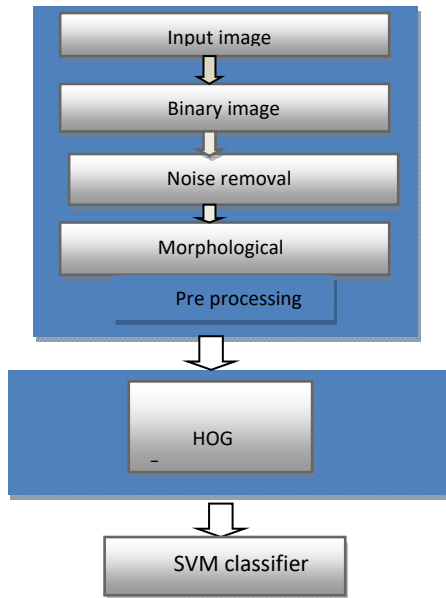 Input image
Binary image
Noise removal
Morphological
Pre processing
HOG
SVM classifier